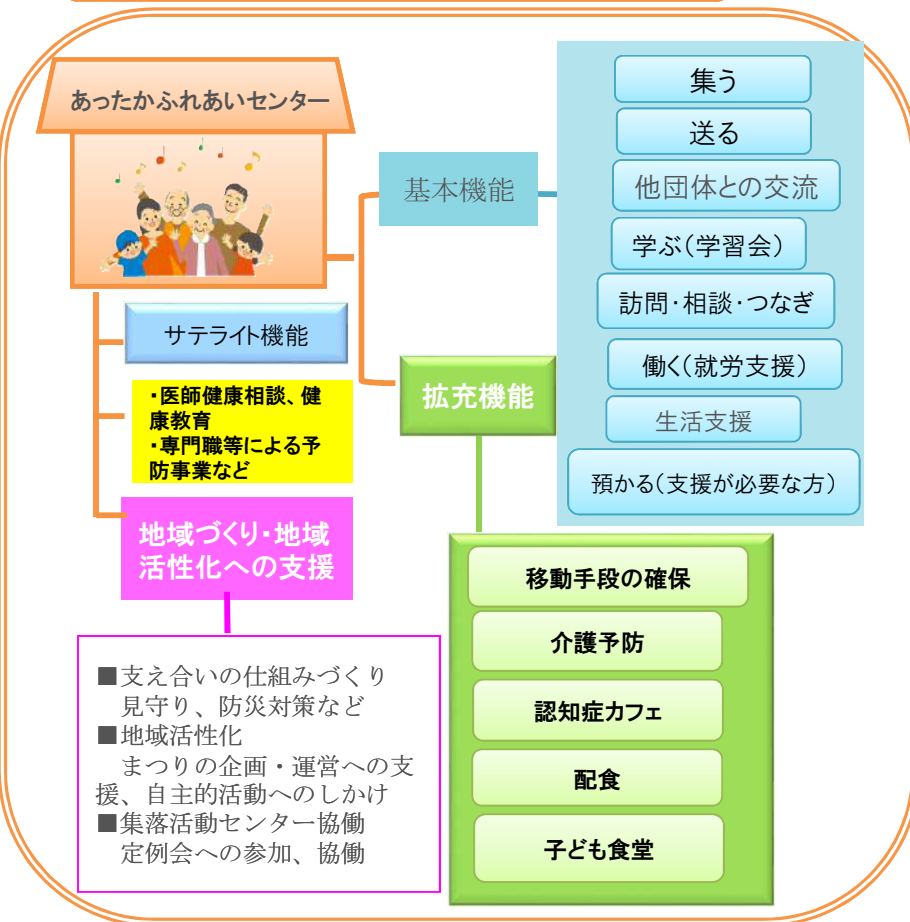 あったかふれあいセンター
基本機能
集う
送る
他団体との交流
学ぶ(学習会)
訪問・相談・つなぎ
働く(就労支援)
生活支援
預かる(支援が必要な方)
サテライト機能
・医師健康相談、健
康教育
・専門職等による予
防事業など
拡充機能
移動手段の確保
介護予防
認知症カフェ
配食
子ども食堂
地域づくり・地域
活性化への支援
■支え合いの仕組みづくり
見守り、防災対策など
■地域活性化
まつりの企画・運営への支
援、自主的活動へのしかけ
■集落活動センター協働
定例会への参加、協働